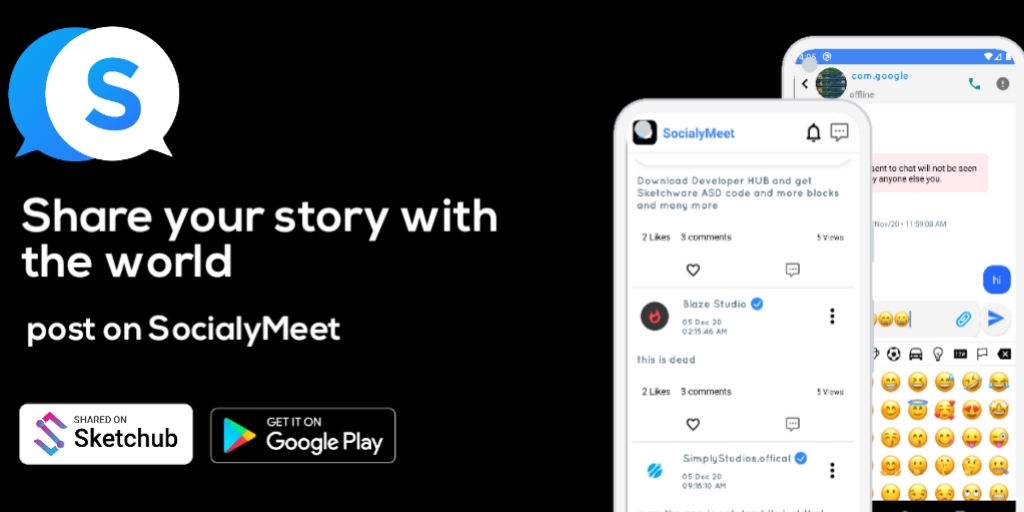 S
Share your story with
the world
post on SocialyMeet
SHARED ON
Sketchub
GET IT ON
Google Play
SocialyMeet
Download Developer HUB and get
Sketchware ASD code and more blocks
and many more
2 Likes 3 comments 5 Views
Blaze Studio
05 Dec 20
02:15:46 AM
this is dead
2 Likes 3 comments 5 Views
SimplyStudios.offical
05 Dec 20
09:18:10 AM
4:05
com.google
offline
sent to chat will not be seen
by anyone else you.
/Nov/20 • 11:59:08 AM
hi